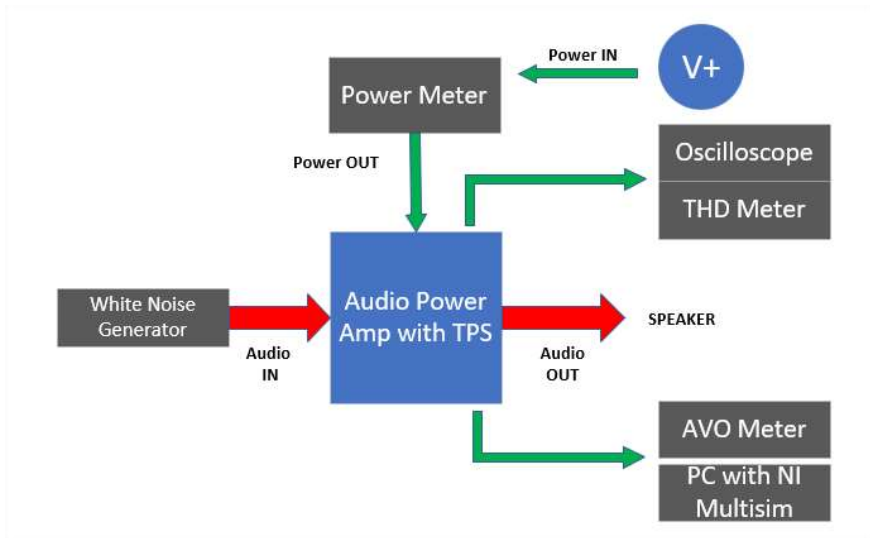 Power IN
V+
Power Meter
Power OUT
Oscilloscope
THD Meter
White Noise
Generator
Audio Power
Amp with TPS
SPEAKER
Audio
IN
Audio
OUT
AVO Meter
PC with NI
Multisim